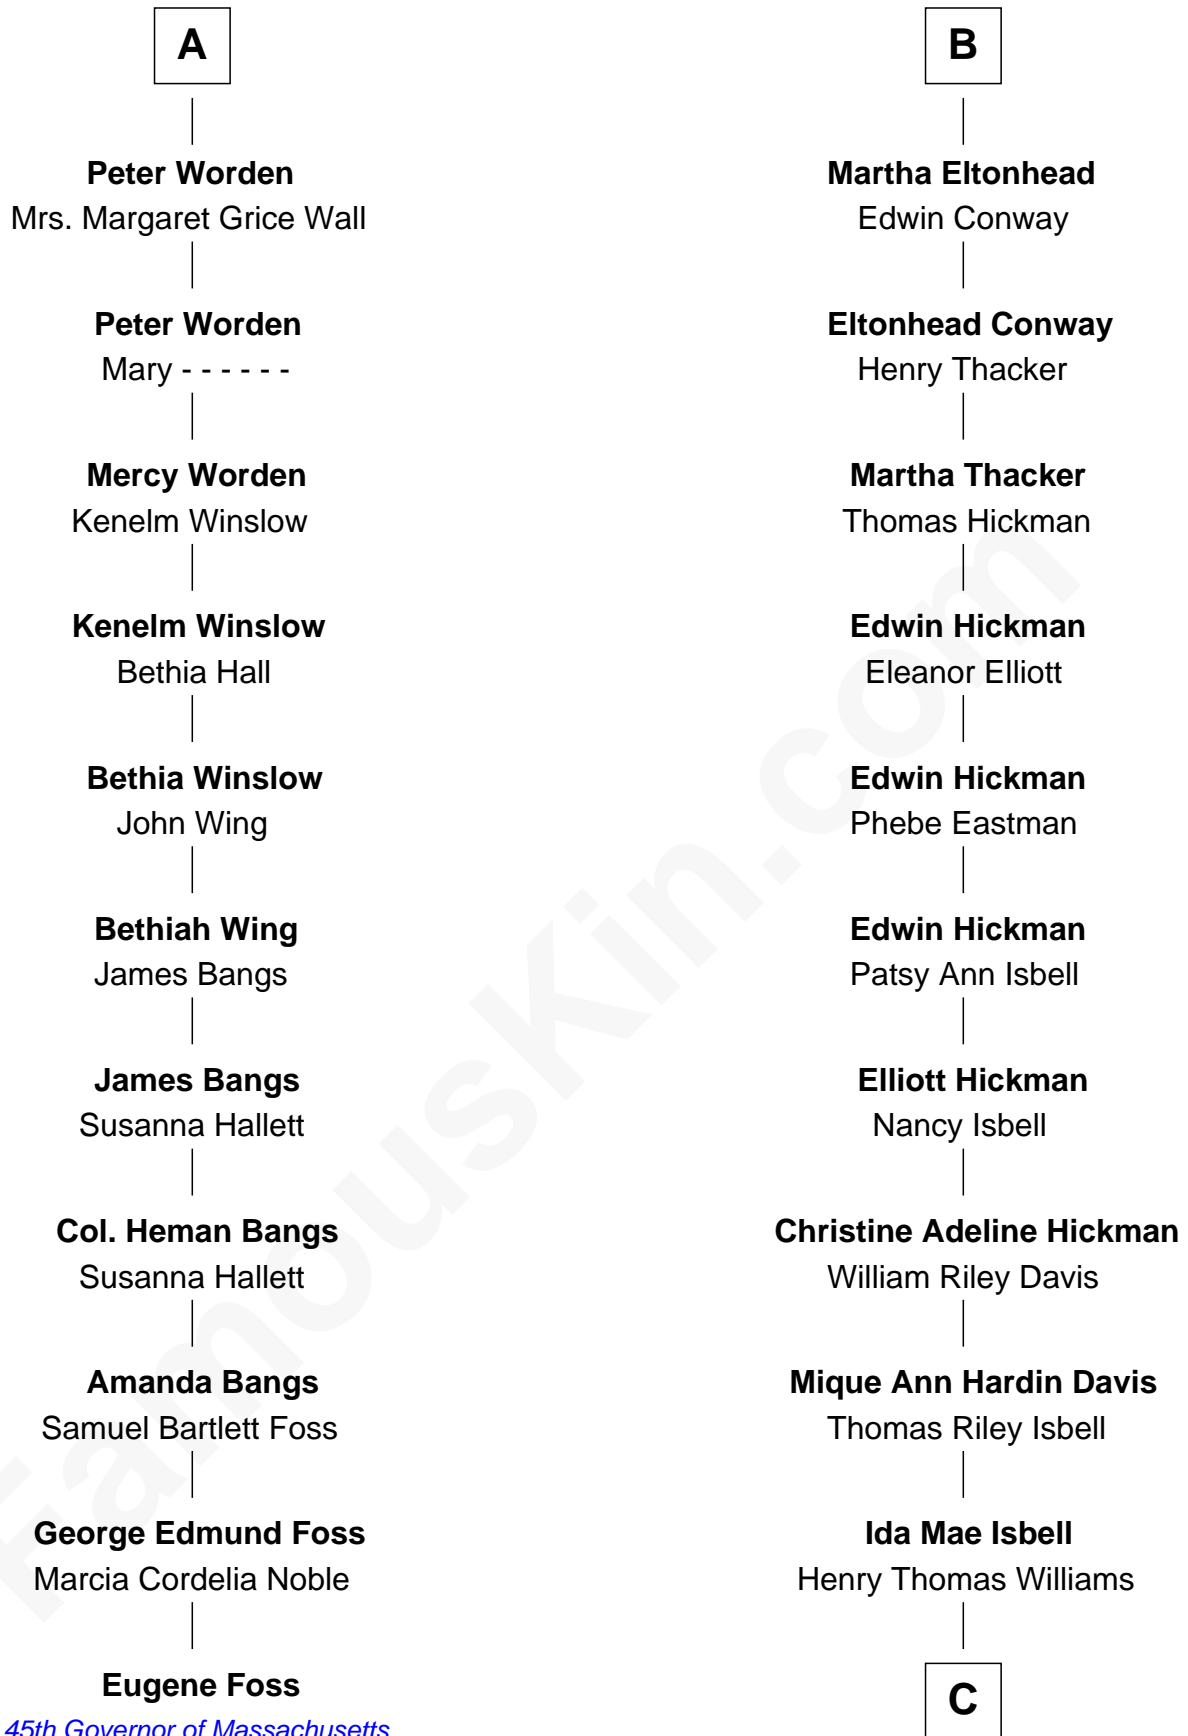 A
Peter Worden
Mrs. Margaret Grice Wall
Peter Worden
Mary - - - - - -
Mercy Worden
Kenelm Winslow
Kenelm Winslow
Bethia Hall
Bethia Winslow
John Wing
Bethiah Wing
James Bangs
James Bangs
Susanna Hallett
Col. Heman Bangs
Susanna Hallett
Amanda Bangs
Samuel Bartlett Foss
George Edmund Foss
Marcia Cordelia Noble
Eugene Foss
45th Governor of Massachusetts
B
Martha Eltonhead
Edwin Conway
Eltonhead Conway
Henry Thacker
Martha Thacker
Thomas Hickman
Edwin Hickman
Eleanor Elliott
Edwin Hickman
Phebe Eastman
Edwin Hickman
Patsy Ann Isbell
Elliott Hickman
Nancy Isbell
Christine Adeline Hickman
William Riley Davis
Mique Ann Hardin Davis
Thomas Riley Isbell
Ida Mae Isbell
Henry Thomas Williams
C
FamousKin.com